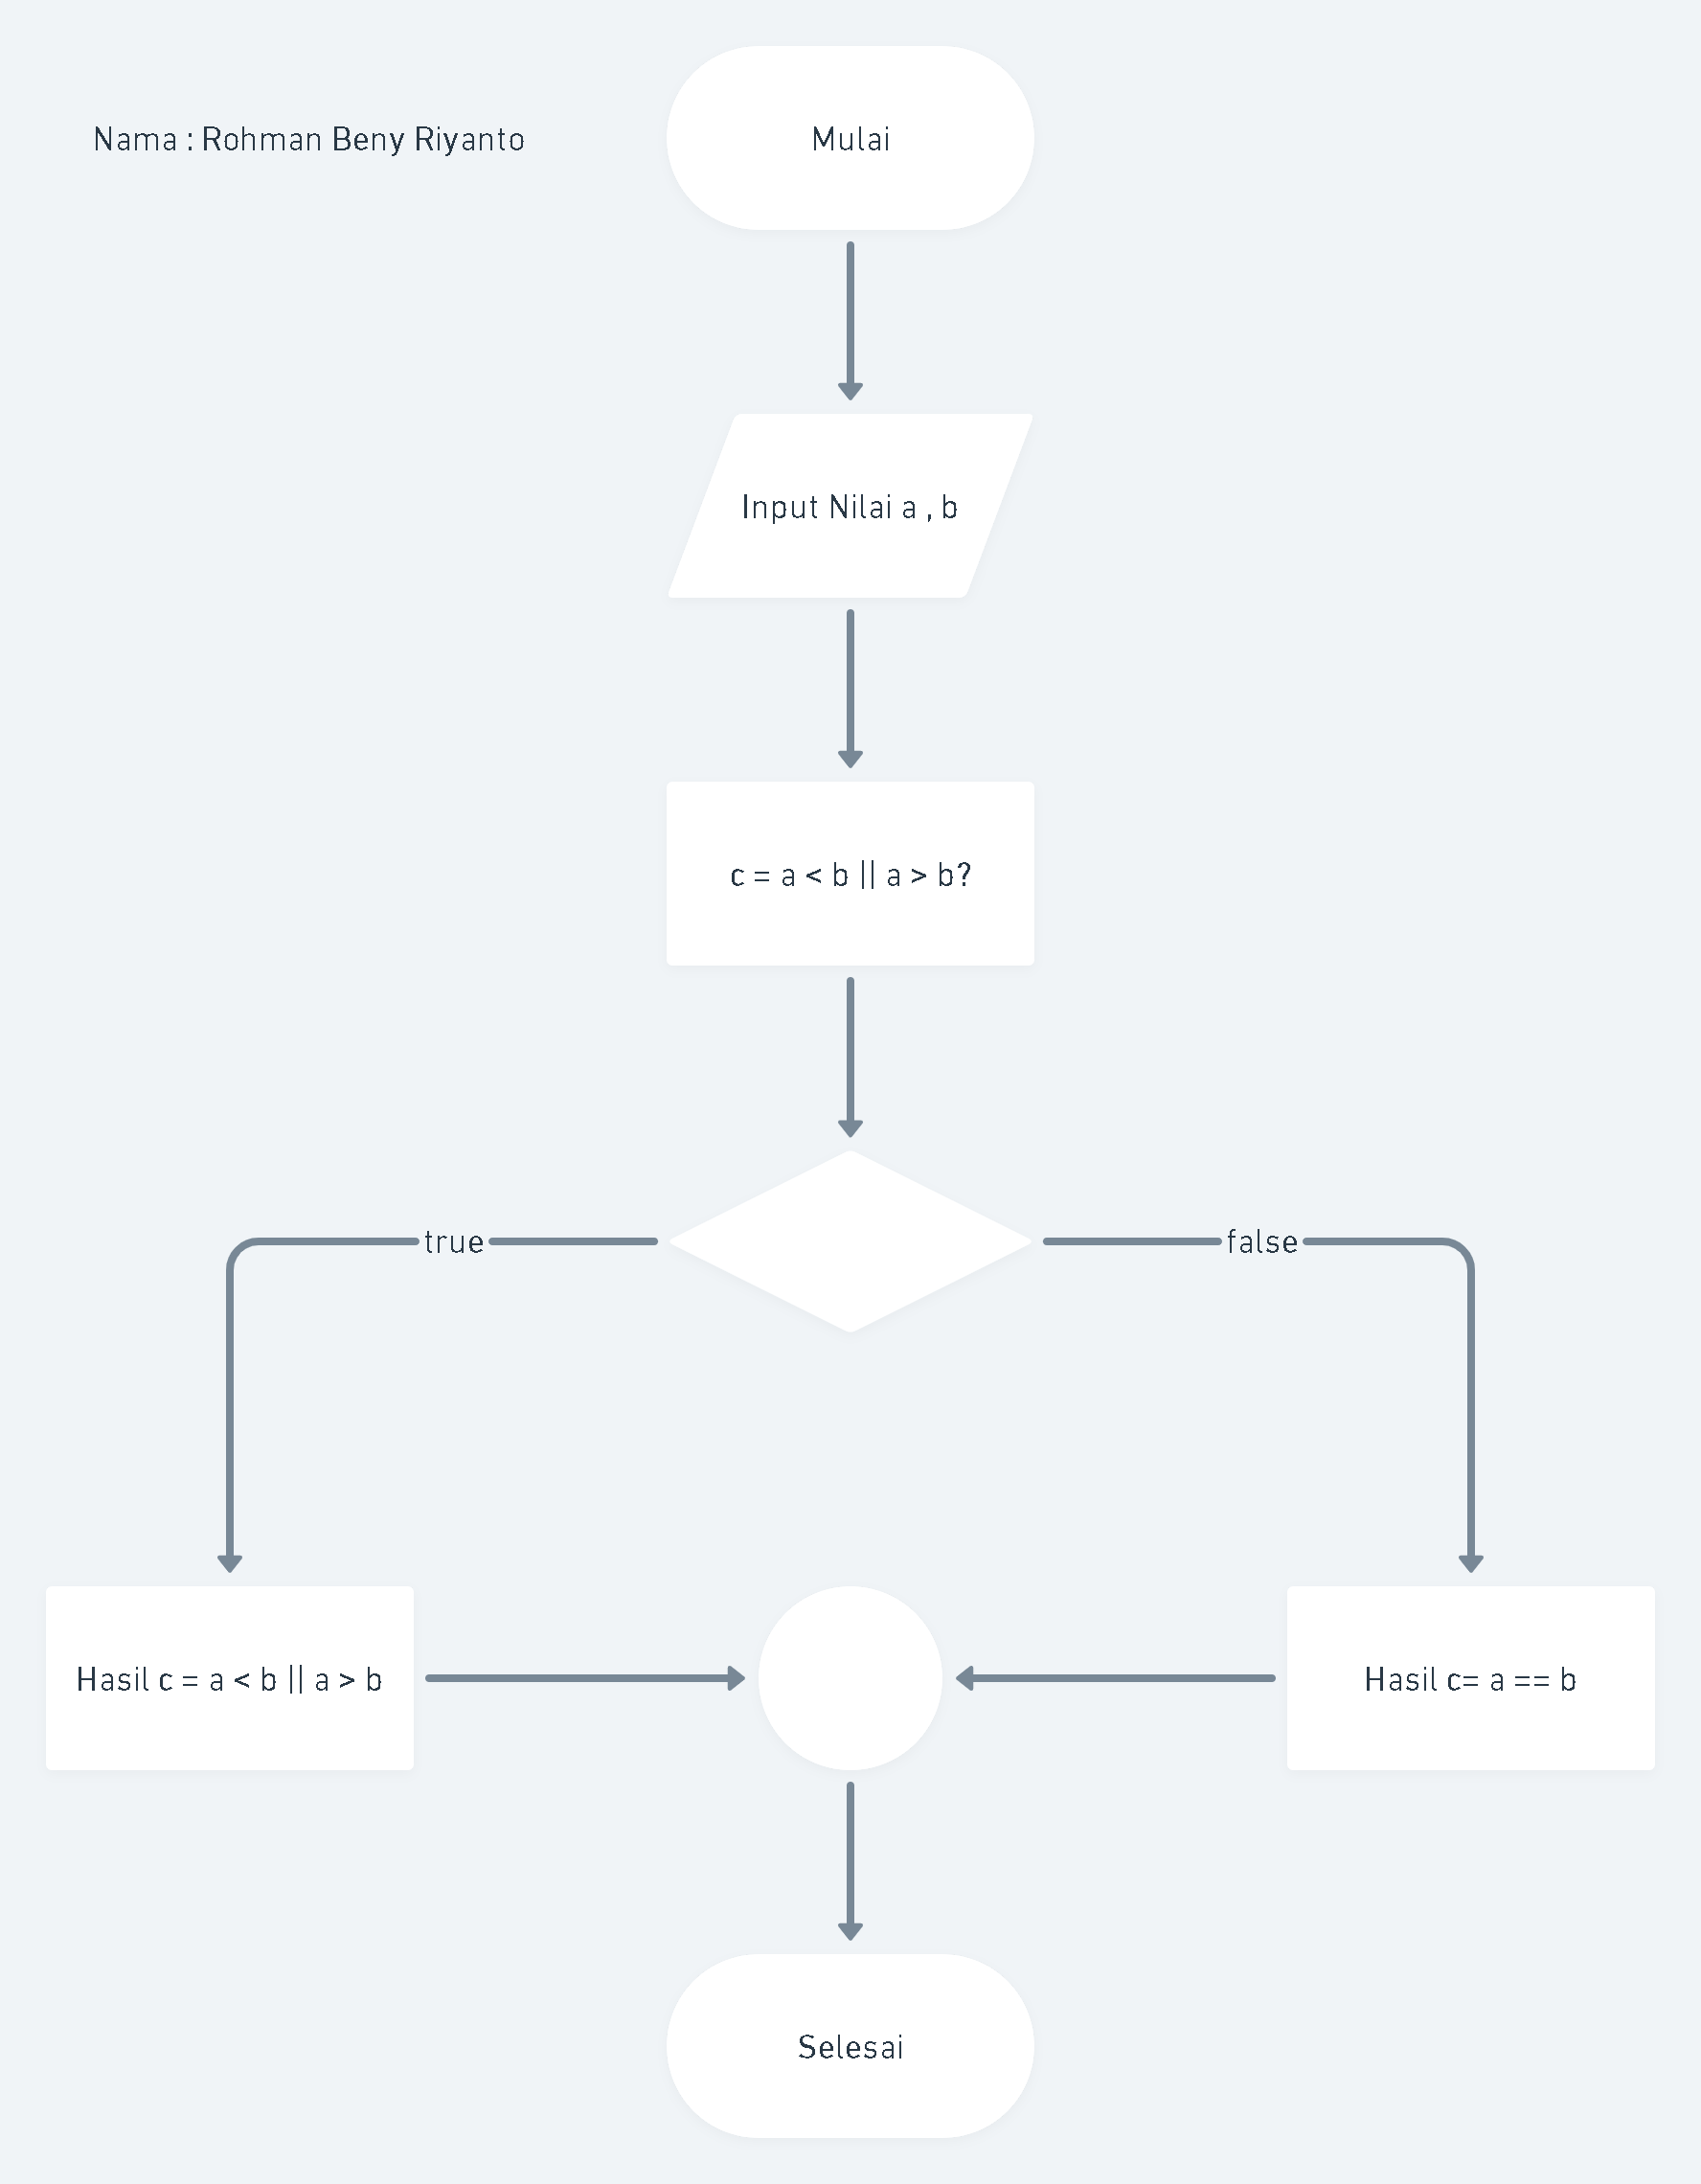 Nama : Rohman Beny Riyanto
Mulai
Input Nilai a , b
c = a < b || a > b?
true
false
Hasil c = a < b || a > b
Hasil c= a == b
Selesai